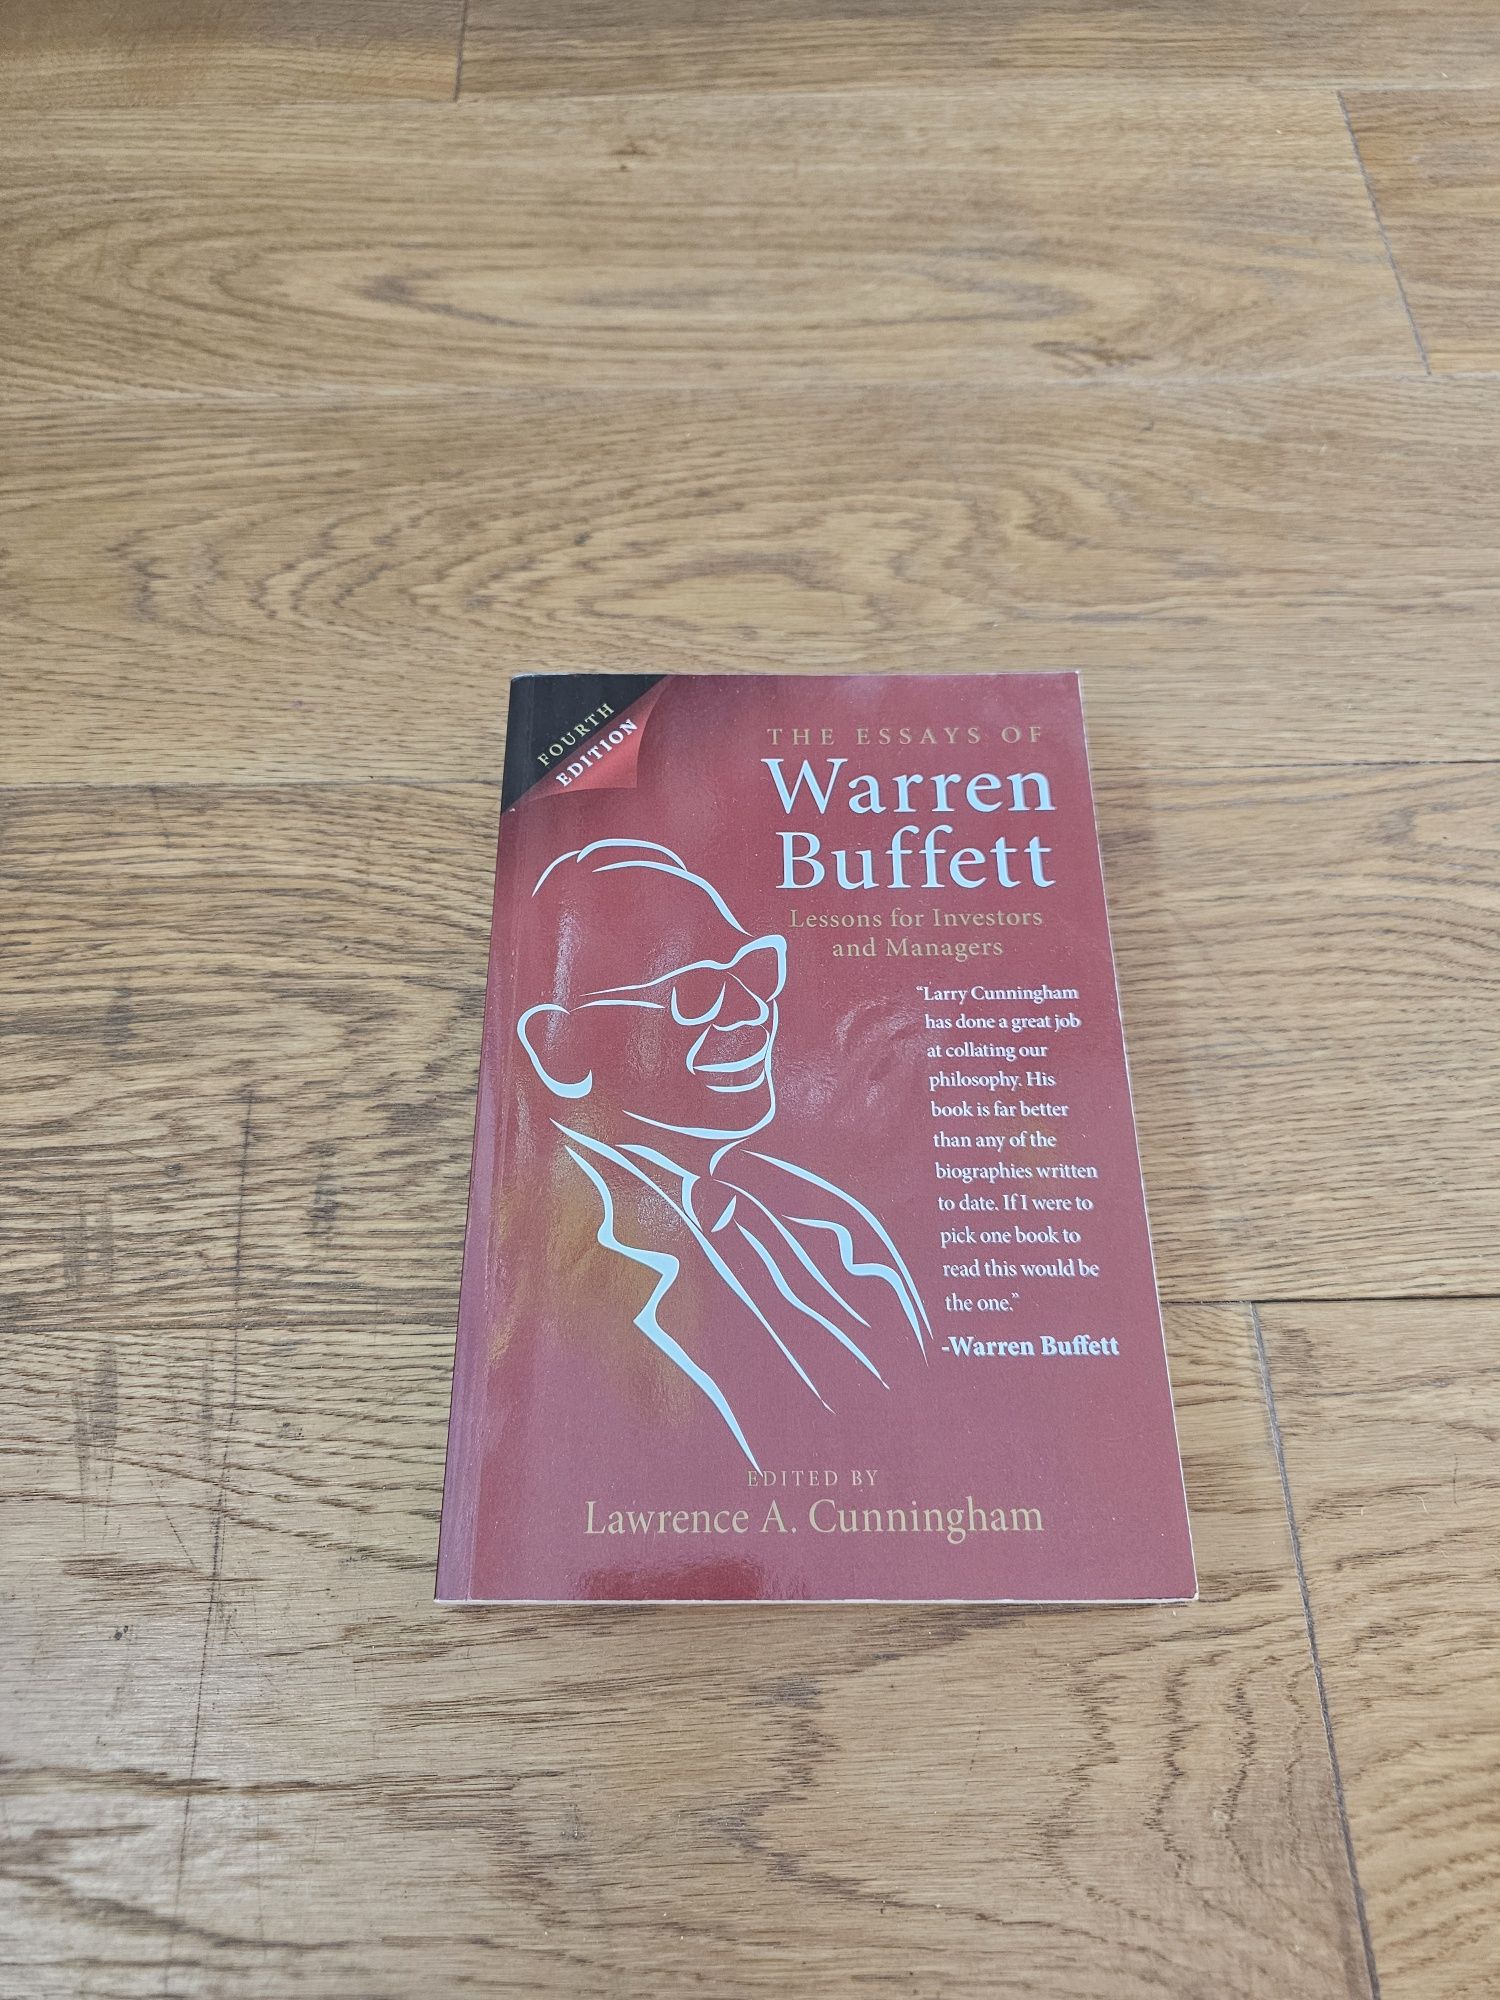 FOURTH
EDITION
THE ESSAYS OF
Warren
Buffett
Lessons for Investors
and Managers
“Larry Cunningham
has done a great job
at collating our
philosophy. His
book is far better
than any of the
biographies written
to date. If I were to
pick one book to
read this would be
the one.”
-Warren Buffett
EDITED BY
Lawrence A. Cunningham